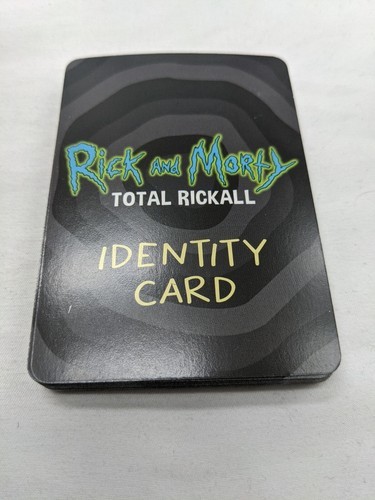 Rick and Morty
TOTAL RICKALL
IDENTITY
CARD